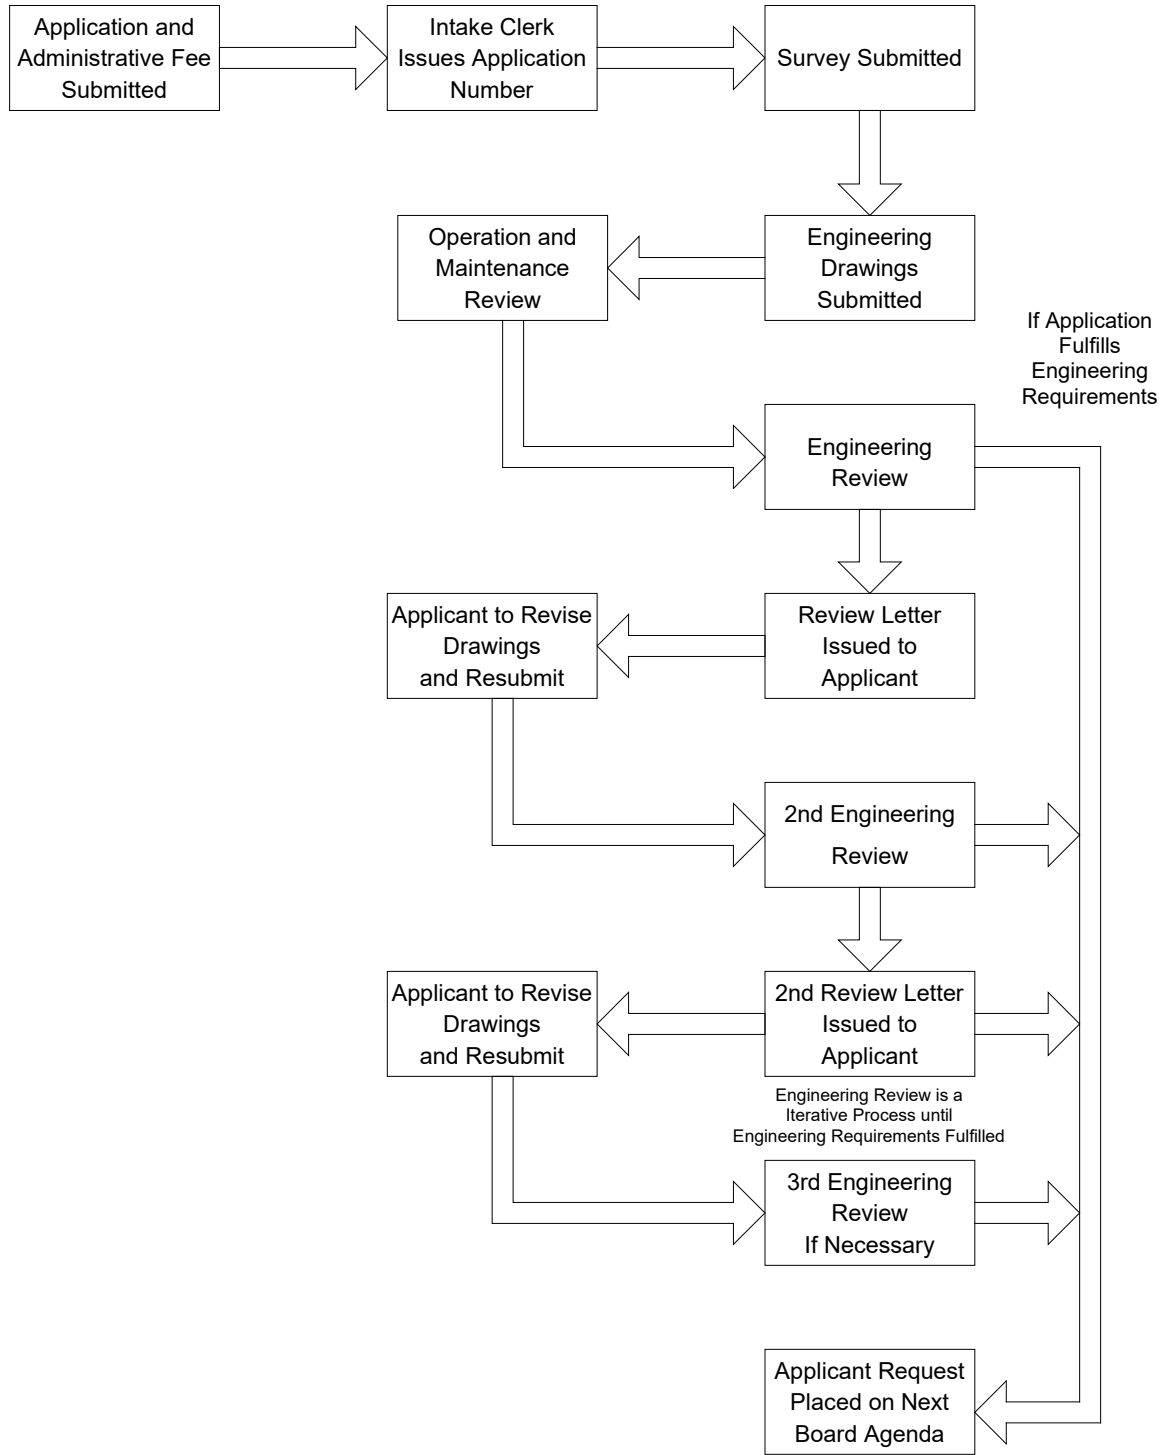 Application and
Administrative Fee
Submitted
Intake Clerk
Issues Application
Number
Survey Submitted
Operation and
Maintenance
Review
Engineering
Drawings
Submitted
If Application
Fulfills
Engineering
Requirements
Engineering
Review
Applicant to Revise
Drawings
and Resubmit
Review Letter
Issued to
Applicant
2nd Engineering
Review
Applicant to Revise
Drawings
and Resubmit
2nd Review Letter
Issued to
Applicant
Engineering Review is a
Iterative Process until
Engineering Requirements Fulfilled
3rd Engineering
Review
If Necessary
Applicant Request
Placed on Next
Board Agenda